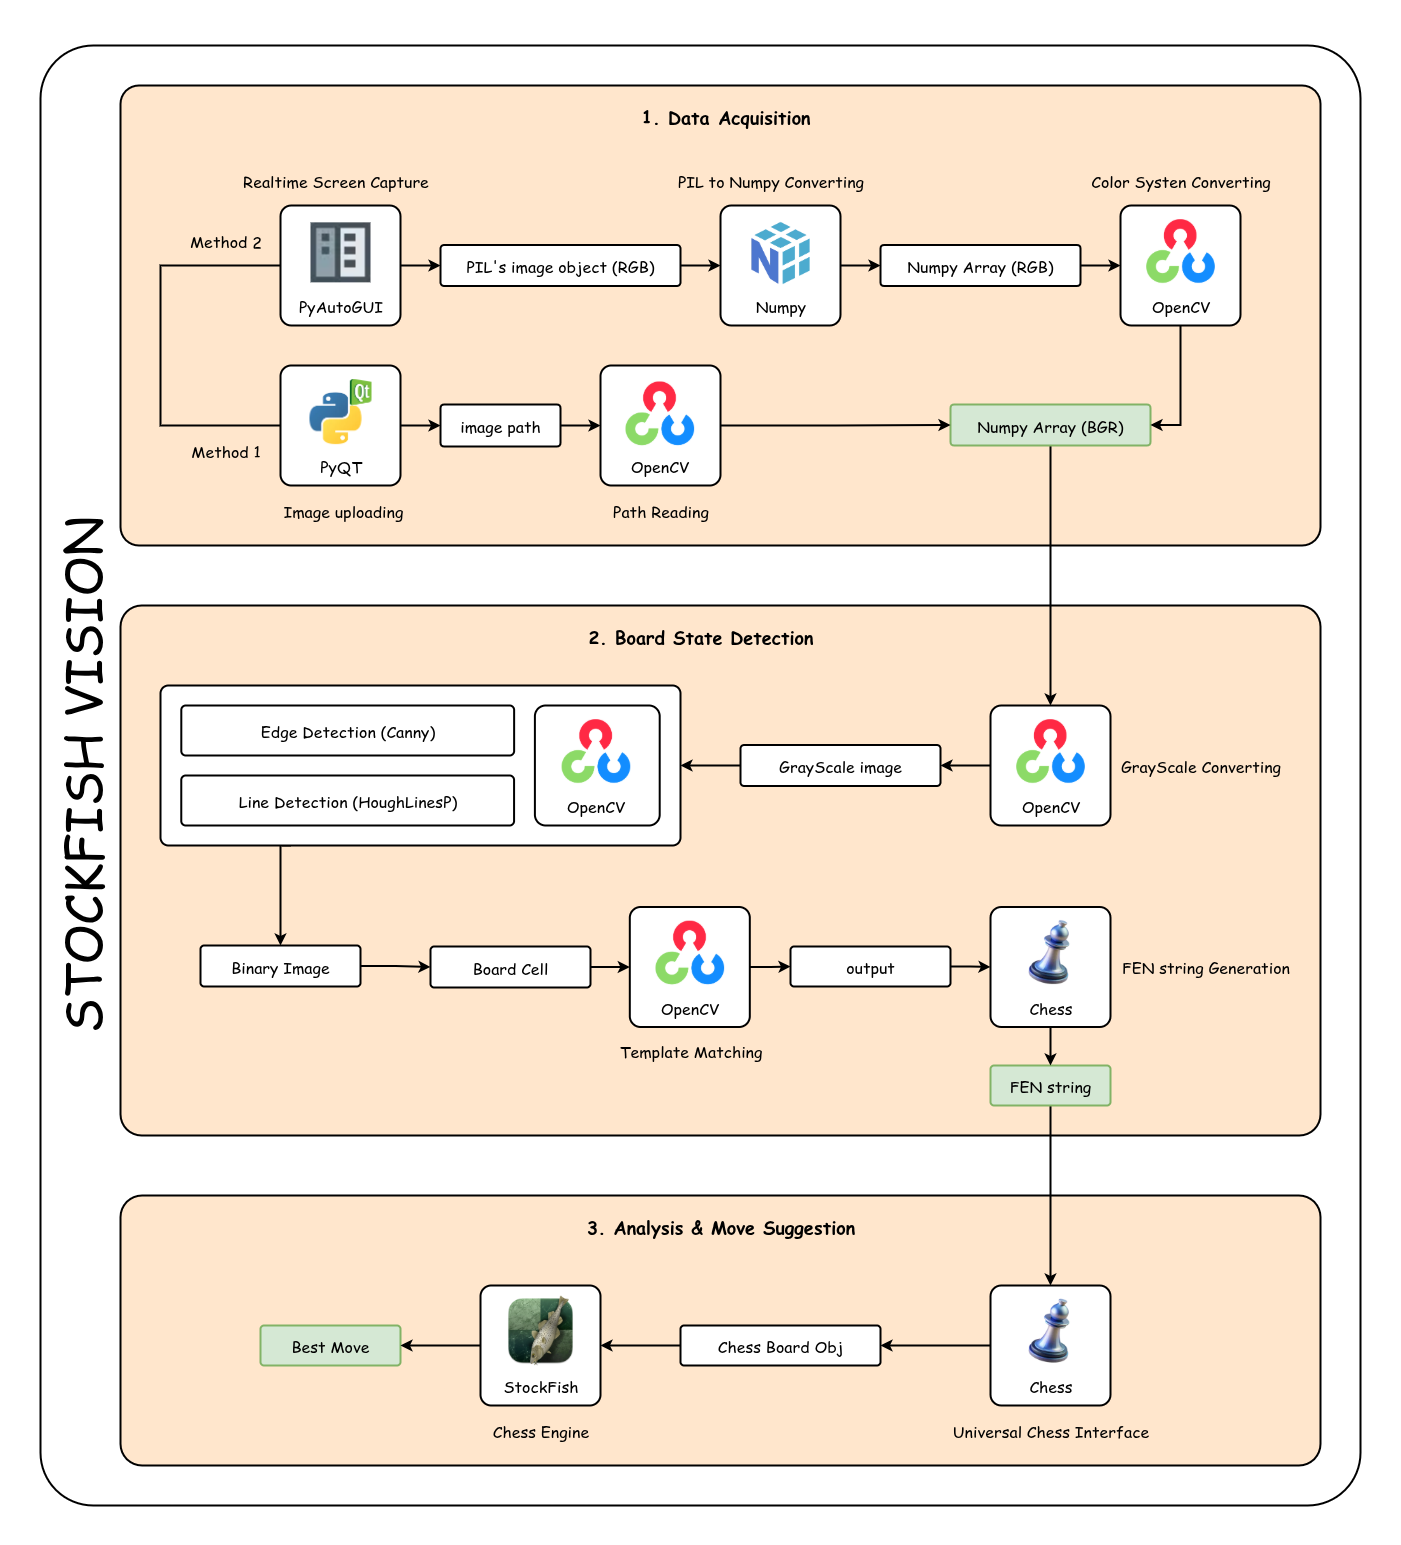 STOCKFISH VISION
1. Data Acquisition
Realtime Screen Capture
PIL to Numpy Converting
Color Systen Converting
Method 2
PyAutoGUI
PIL's image object (RGB)
Numpy
Numpy Array (RGB)
OpenCV
Method 1
Qt
PyQT
image path
OpenCV
Numpy Array (BGR)
Image uploading
Path Reading
2. Board State Detection
Edge Detection (Canny)
Line Detection (HoughLinesP)
OpenCV
GrayScale image
OpenCV
GrayScale Converting
Binary Image
Board Cell
OpenCV
output
Chess
FEN string Generation
Template Matching
FEN string
3. Analysis & Move Suggestion
Best Move
StockFish
Chess Board Obj
Chess
Chess Engine
Universal Chess Interface